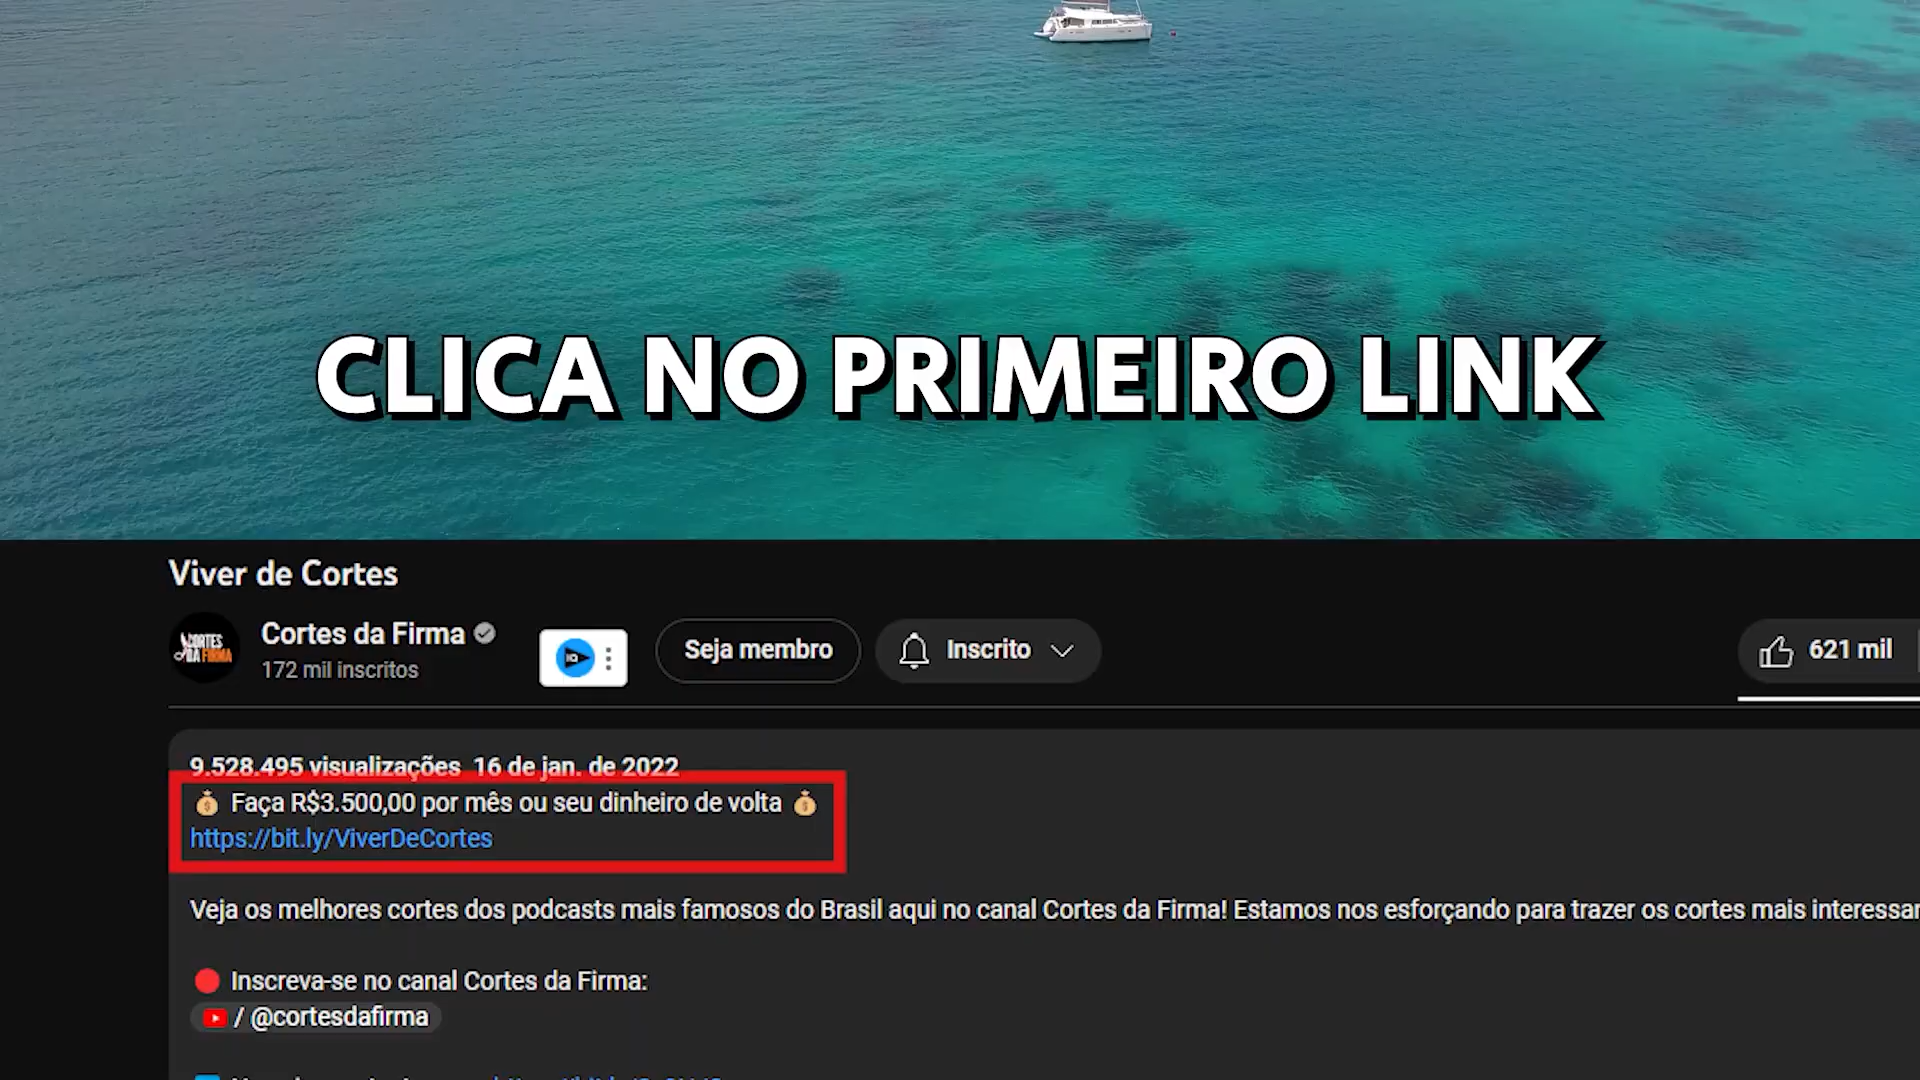 CLICA NO PRIMEIRO LINK
Viver de Cortes
CORTES
DA FIRMA
Cortes da Firma
172 mil inscritos
Seja membro
Inscrito
621 mil
9.528.495 visualizações 16 de jan. de 2022
Faça R$3.500,00 por mês ou seu dinheiro de volta
https://bit.ly/ViverDeCortes
Veja os melhores cortes dos podcasts mais famosos do Brasil aqui no canal Cortes da Firma! Estamos nos esforçando para trazer os cortes mais
Inscreva-se no canal Cortes da Firma:
/ @cortesdafirma